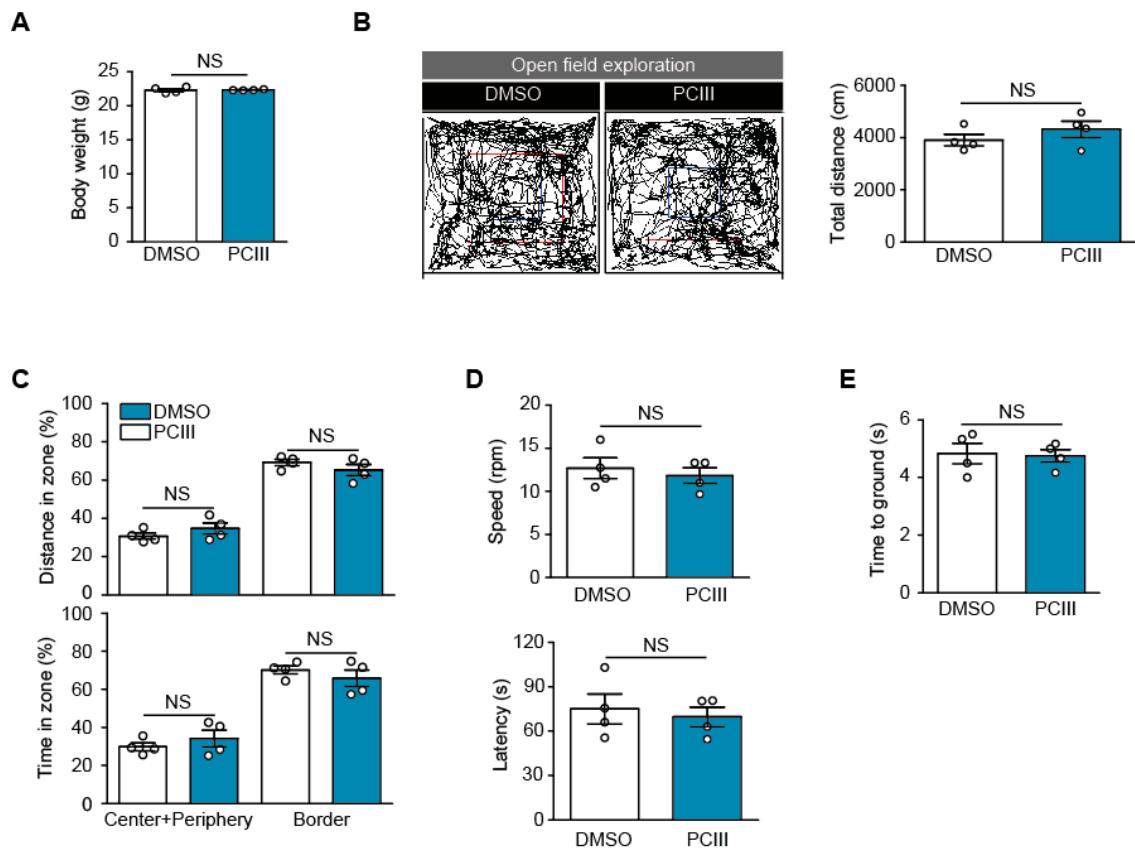 A
NS
Body weight (g)
25
20
15
10
5
0
DMSO PCIII
B
Open field exploration
DMSO PCIII
NS
Total distance (cm)
6000
4000
2000
0
DMSO PCIII
C
DMSO
PCIII
Distance in zone (%)
100
80
60
40
20
0
NS
NS
Time in zone (%)
100
80
60
40
20
0
NS
NS
Center+Periphery Border
D
NS
Speed (rpm)
20
15
10
5
0
DMSO PCIII
NS
Latency (s)
120
90
60
30
0
DMSO PCIII
E
NS
Time to ground (s)
6
4
2
0
DMSO PCIII